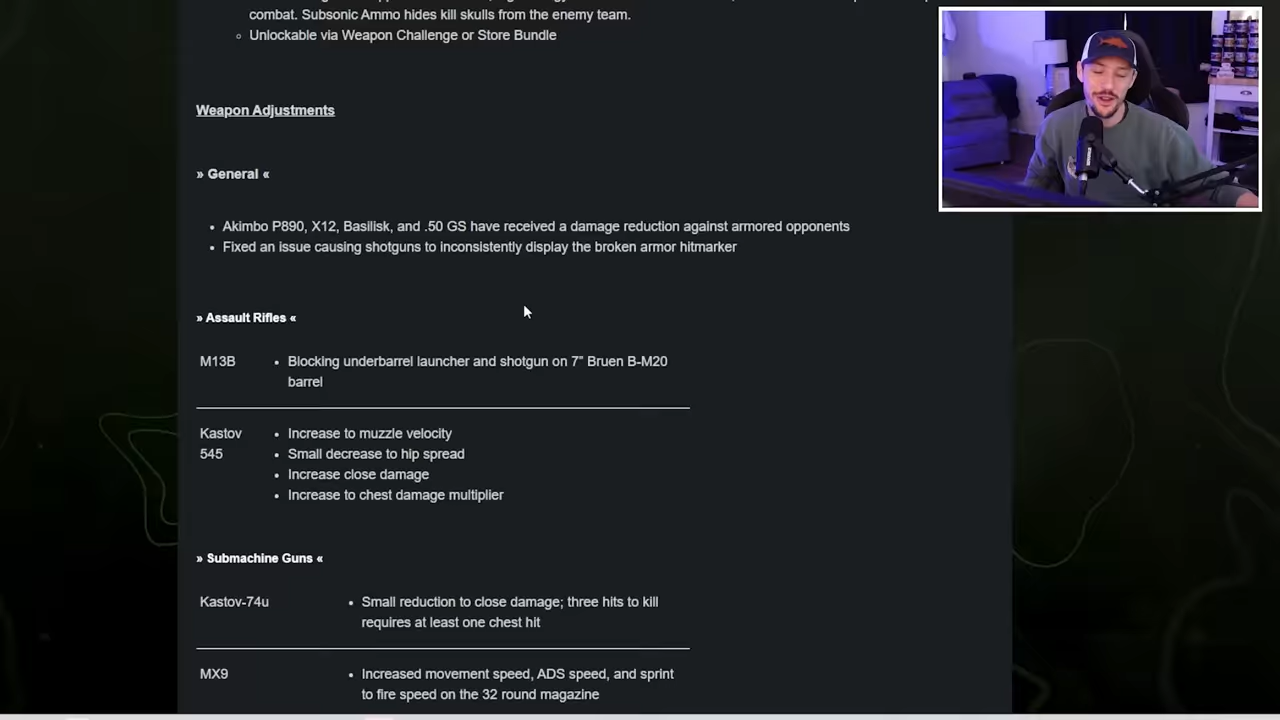 combat. Subsonic Ammo hides kill skulls from the enemy team.
Unlockable via Weapon Challenge or Store Bundle
Weapon Adjustments
» General «
Akimbo P890, X12, Basilisk, and .50 GS have received a damage reduction against armored opponents
Fixed an issue causing shotguns to inconsistently display the broken armor hitmarker
» Assault Rifles «
M13B
Blocking underbarrel launcher and shotgun on 7" Bruen B-M20
barrel
Kastov
545
Increase to muzzle velocity
Small decrease to hip spread
Increase close damage
Increase to chest damage multiplier
» Submachine Guns «
Kastov-74u
Small reduction to close damage; three hits to kill
requires at least one chest hit
MX9
Increased movement speed, ADS speed, and sprint
to fire speed on the 32 round magazine